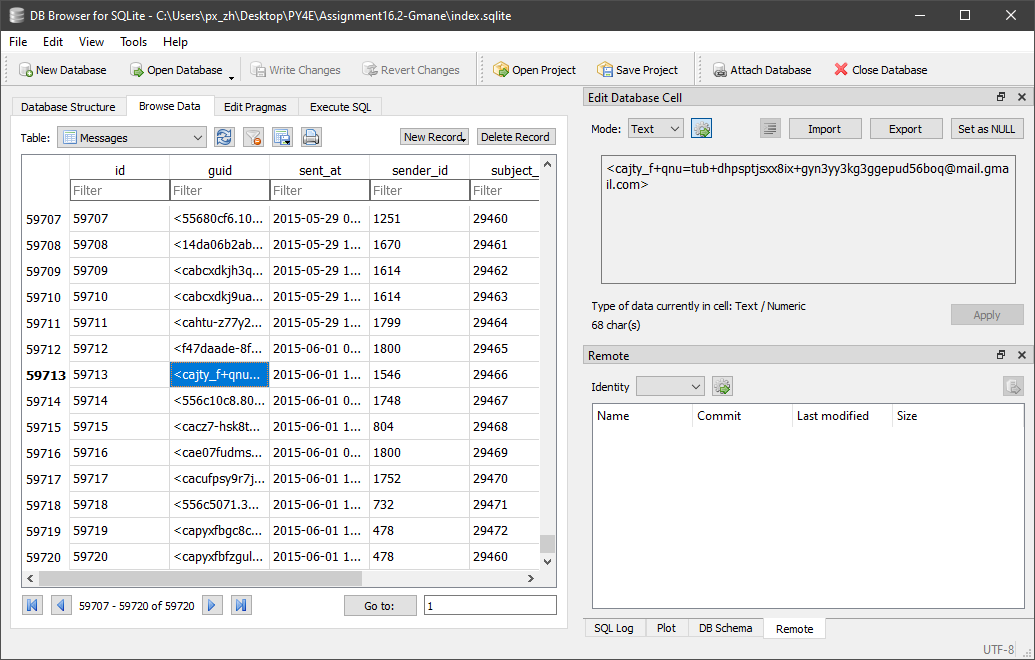 DB Browser for SQLite - C:\Users\px_zh\Desktop\PY4E\Assignment16.2-Gmane\index.sqlite
File Edit View Tools Help
New Database Open Database Write Changes Revert Changes Open Project Save Project Attach Database Close Database
Database Structure Browse Data Edit Pragmas Execute SQL
Table: Messages New Record Delete Record
id guid sent_at sender_id subject_
Filter Filter Filter Filter Filter
59707 59707 <55680cf6.10... 2015-05-29 0... 1251 29460
59708 59708 <14da06b2ab... 2015-05-29 1... 1670 29461
59709 59709 <cabcxdkjh3q... 2015-05-29 1... 1614 29462
59710 59710 <cabcxdkj9ua... 2015-05-29 1... 1614 29463
59711 59711 <cahtu-z77y2... 2015-05-29 1... 1799 29464
59712 59712 <f47daade-8f... 2015-06-01 0... 1800 29465
59713 59713 <cajty_f+qnu... 2015-06-01 1... 1546 29466
59714 59714 <556c10c8.80... 2015-06-01 0... 1748 29467
59715 59715 <cacz7-hsk8t... 2015-06-01 1... 804 29468
59716 59716 <cae07fudms... 2015-06-01 1... 1800 29469
59717 59717 <cacufpsy9r7j... 2015-06-01 1... 1752 29470
59718 59718 <556c5071.3... 2015-06-01 1... 732 29471
59719 59719 <capyxfbgc8c... 2015-06-01 1... 478 29472
59720 59720 <capyxfbfzgul... 2015-06-01 1... 478 29460
59707 - 59720 of 59720 Go to: 1
Edit Database Cell
Mode: Text Import Export Set as NULL
<cajty_f+qnu=tub+dhpsptjsxx8ix+gyn3yy3kg3ggepud56boq@mail.gma
il.com>
Type of data currently in cell: Text / Numeric
68 char(s)
Apply
Remote
Identity
Name Commit Last modified Size
SQL Log Plot DB Schema Remote
UTF-8